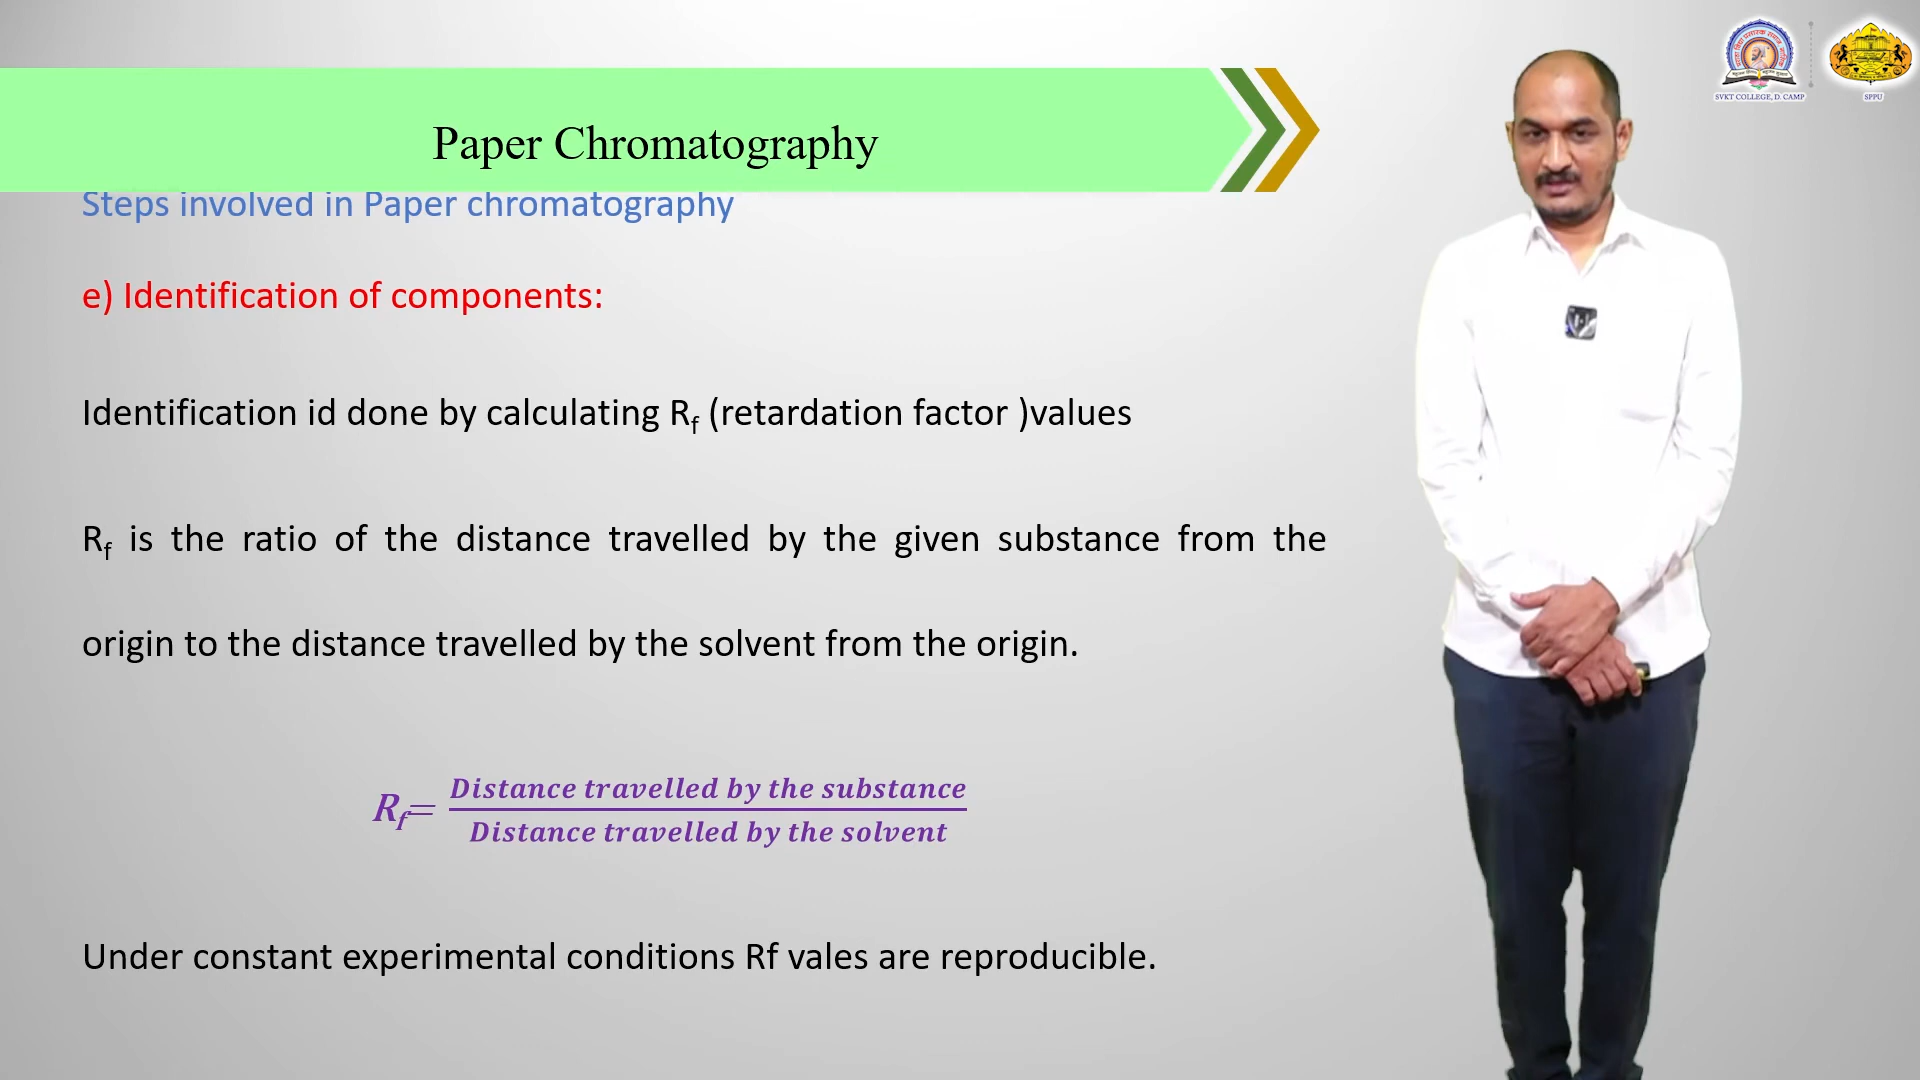 SVKT COLLEGE, D. CAMP
SPPU
Paper Chromatography
Steps involved in Paper chromatography
e) Identification of components:
Identification id done by calculating Rf (retardation factor )values
Rf is the ratio of the distance travelled by the given substance from the
origin to the distance travelled by the solvent from the origin.
Rf= Distance travelled by the substance
Distance travelled by the solvent
Under constant experimental conditions Rf vales are reproducible.